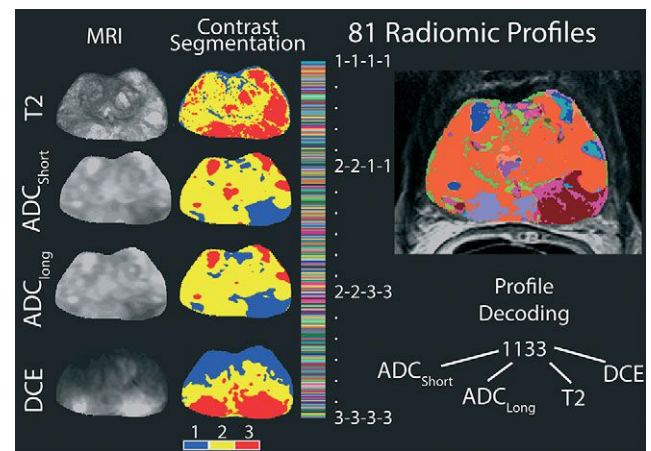 MRI
Contrast
Segmentation
81 Radiomic Profiles
T2
ADCShort
ADClong
DCE
1 2 3
1-1-1-1
2-2-1-1
2-2-3-3
3-3-3-3
Profile
Decoding
1133
ADCShort
ADCLong
T2
DCE